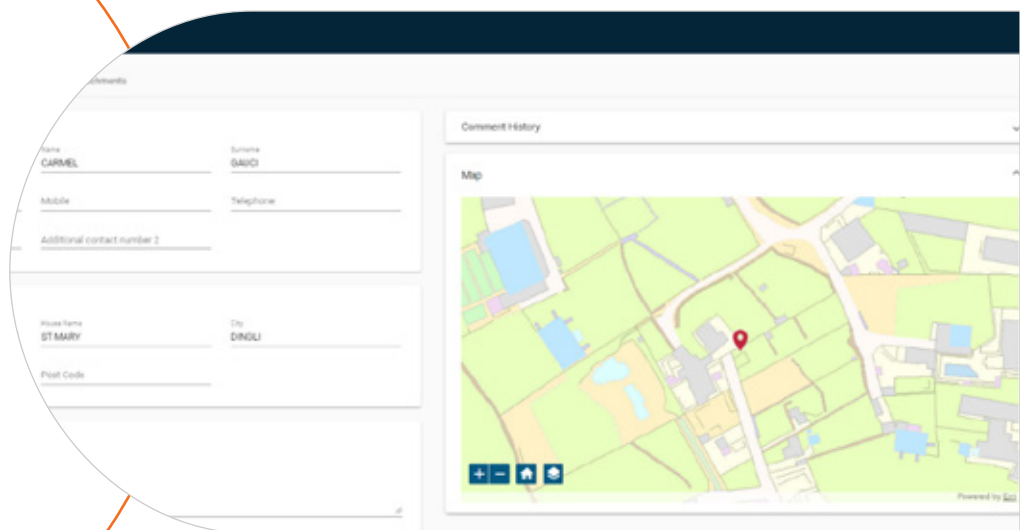 Comment History
Name
CARMEL
Surname
GAUCI
Map
Mobile
Telephone
Additional contact number 2
House Name
ST.MARY
City
DINGLI
Post Code
Powered by Esri